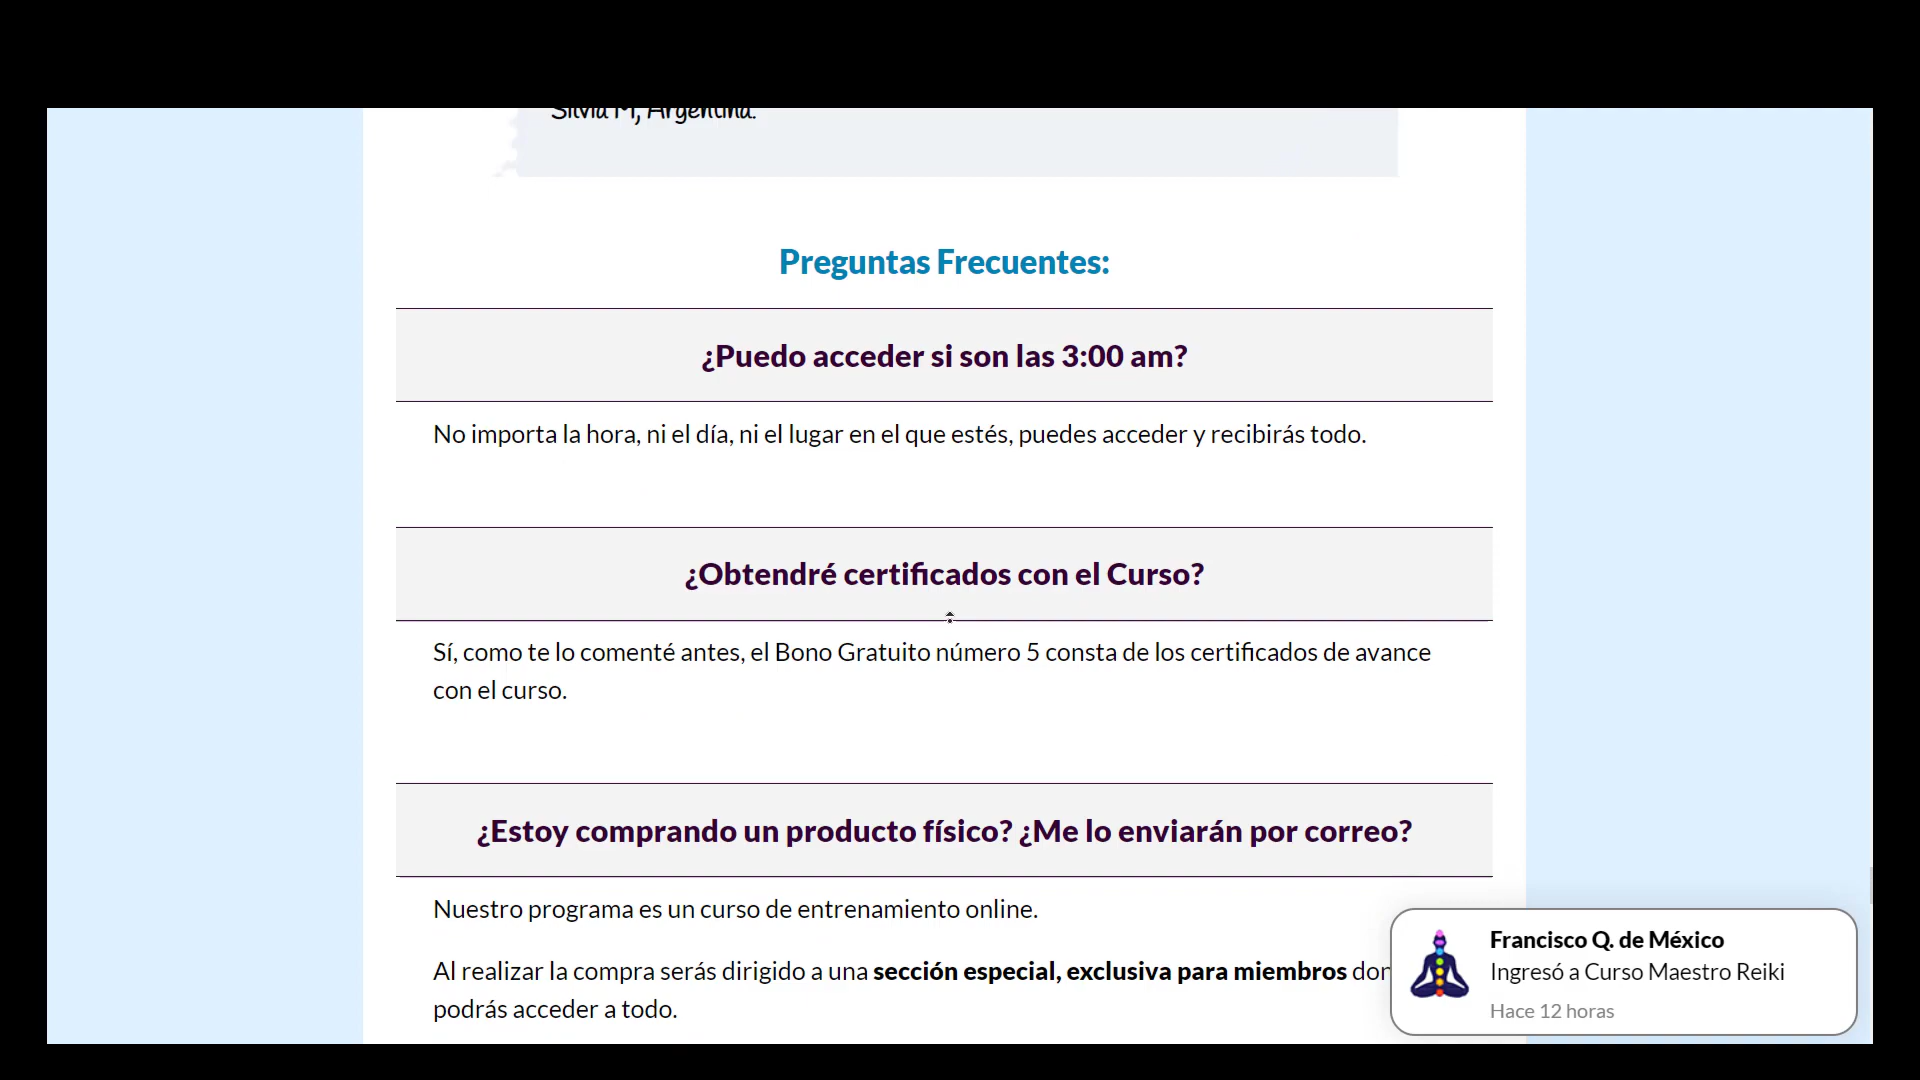 Silvia M, Argentina.
Preguntas Frecuentes:
¿Puedo acceder si son las 3:00 am?
No importa la hora, ni el día, ni el lugar en el que estés, puedes acceder y recibirás todo.
¿Obtendré certificados con el Curso?
Sí, como te lo comenté antes, el Bono Gratuito número 5 consta de los certificados de avance
con el curso.
¿Estoy comprando un producto físico? ¿Me lo enviarán por correo?
Nuestro programa es un curso de entrenamiento online.
Al realizar la compra serás dirigido a una sección especial, exclusiva para miembros
podrás acceder a todo.
Francisco Q. de México
Ingresó a Curso Maestro Reiki
Hace 12 horas